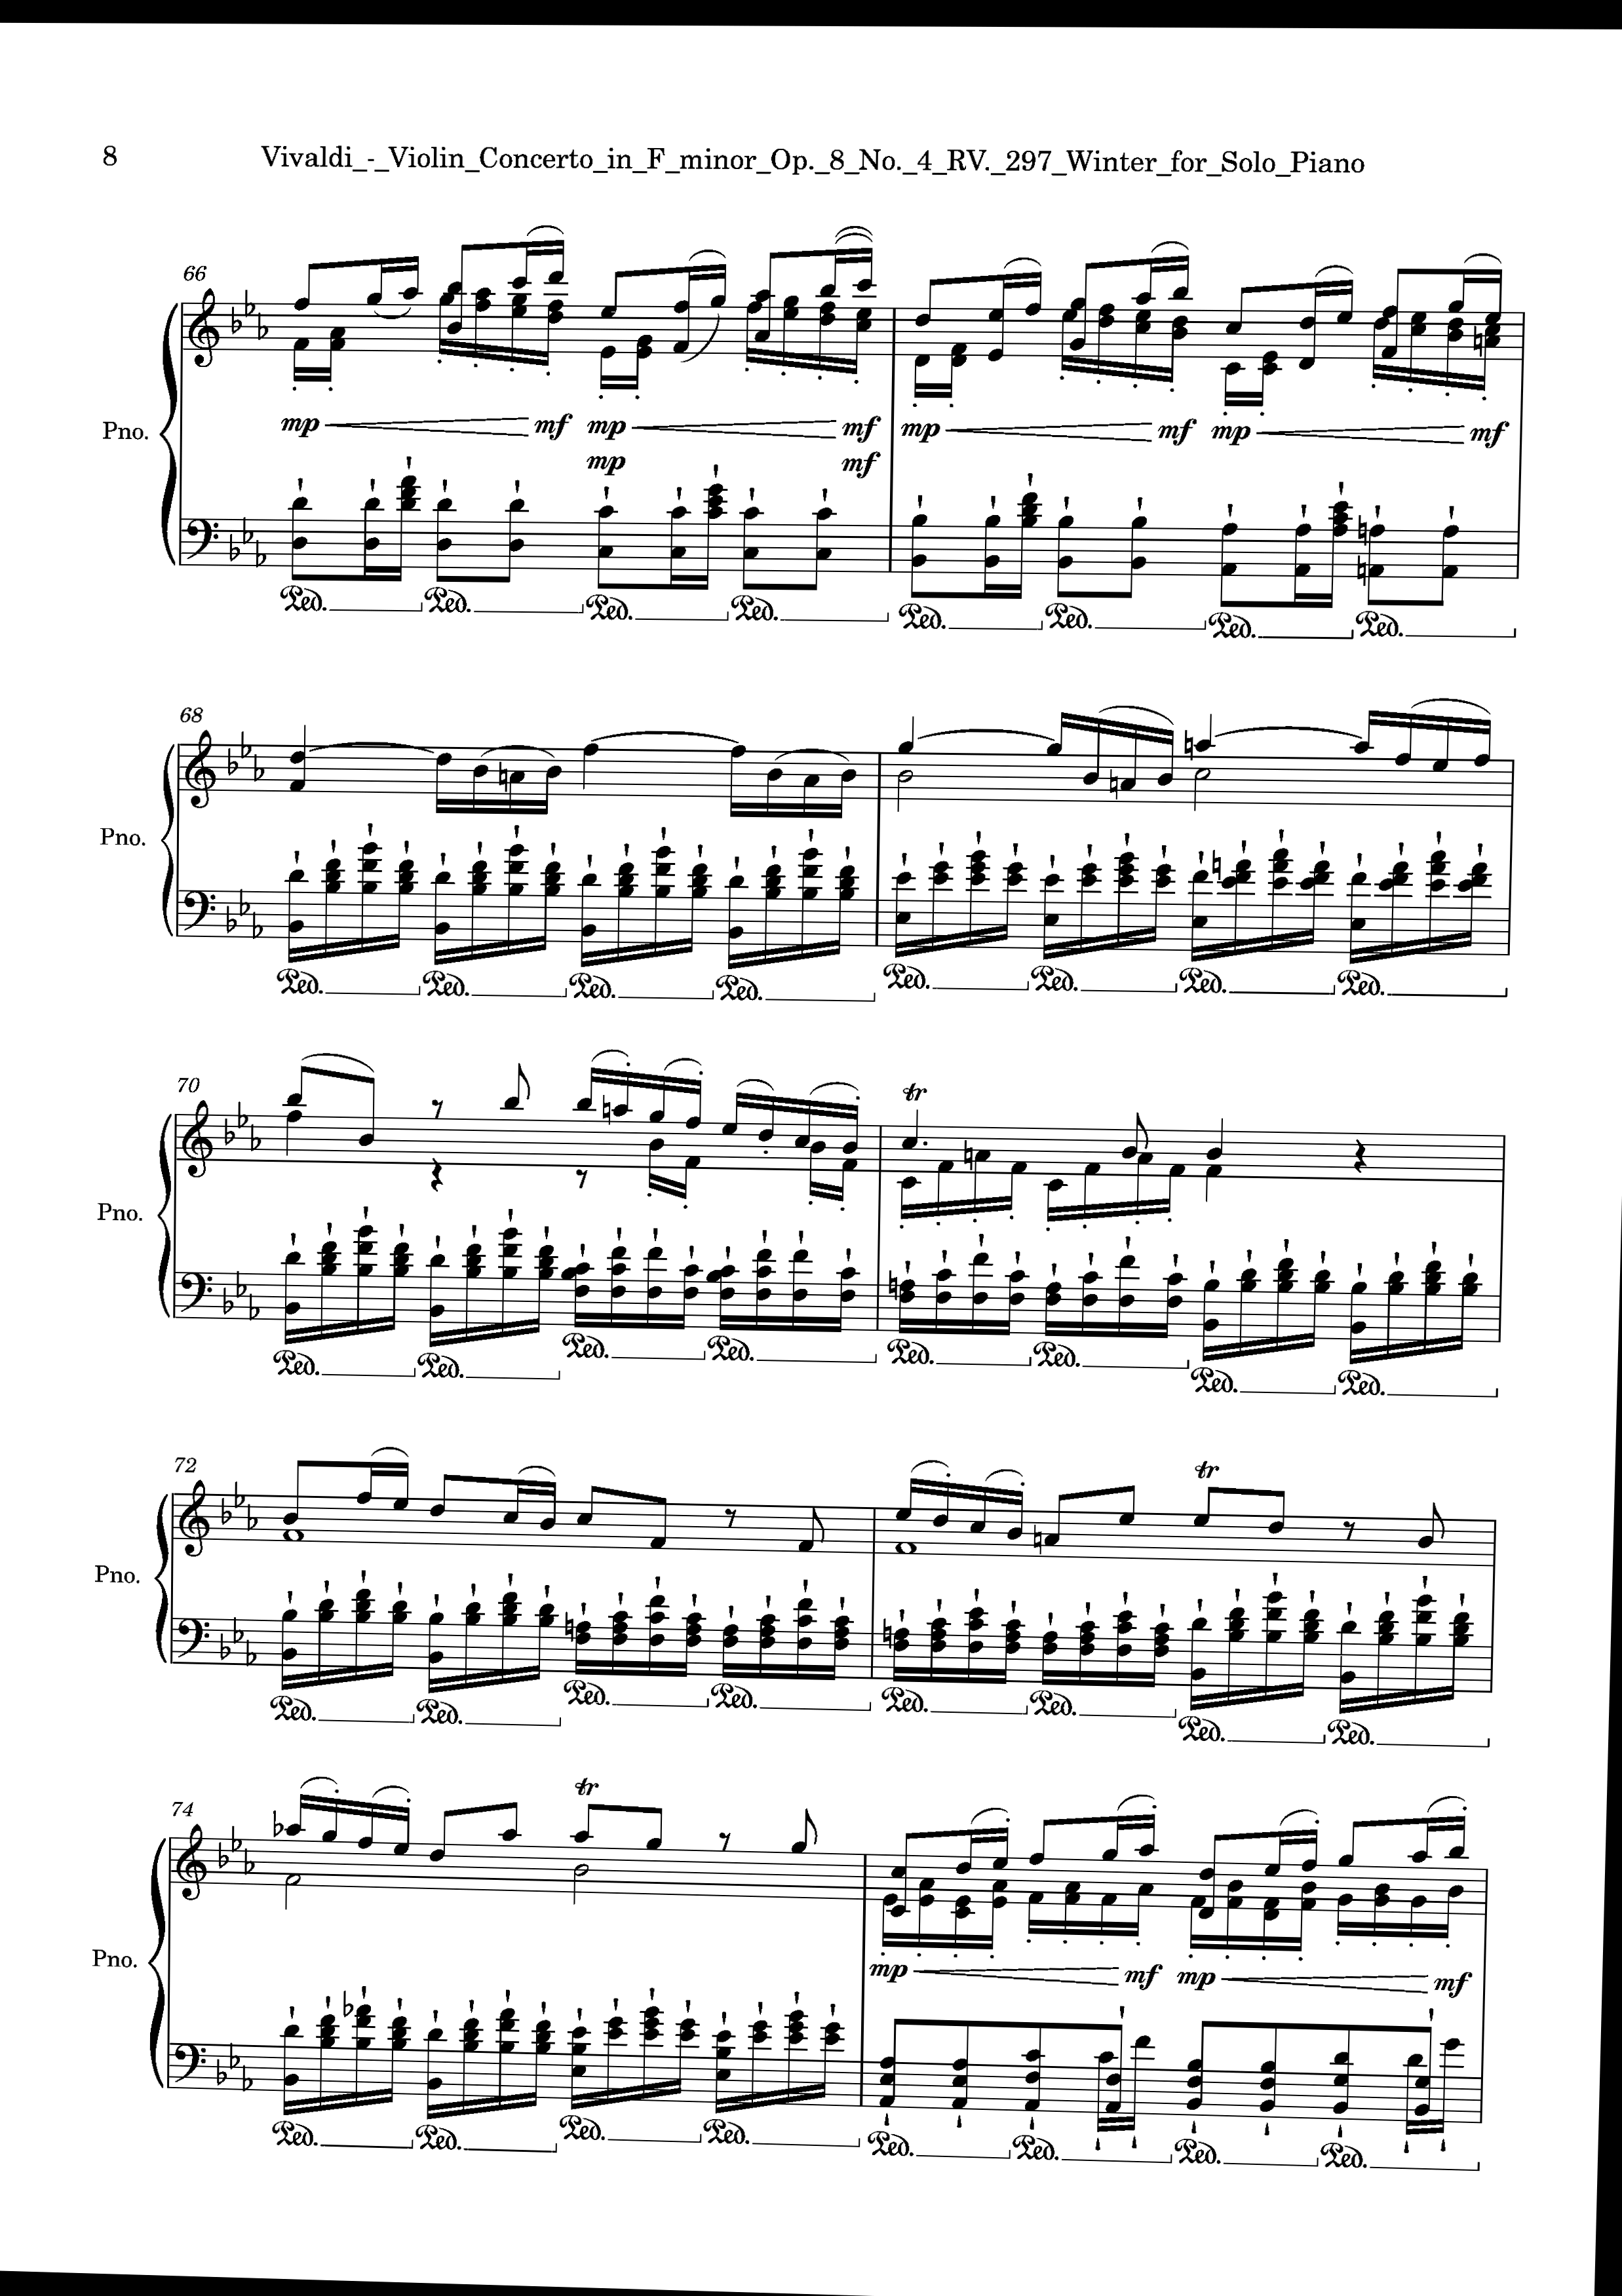 8 Vivaldi_-_Violin_Concerto_in_F_minor_Op._8_No._4_RV._297_Winter_for_Solo_Piano
66
mp mf mp mf mp mf mp mf
Pno.
mp mf
Ped. Ped. Ped. Ped. Ped. Ped. Ped. Ped.
68
Pno.
Ped. Ped. Ped. Ped. Ped. Ped. Ped. Ped.
70 tr
Pno.
Ped. Ped. Ped. Ped. Ped. Ped. Ped. Ped.
72 tr
Pno.
Ped. Ped. Ped. Ped. Ped. Ped. Ped. Ped.
74 tr
Pno. mp mf mp mf
Ped. Ped. Ped. Ped. Ped. Ped. Ped. Ped.